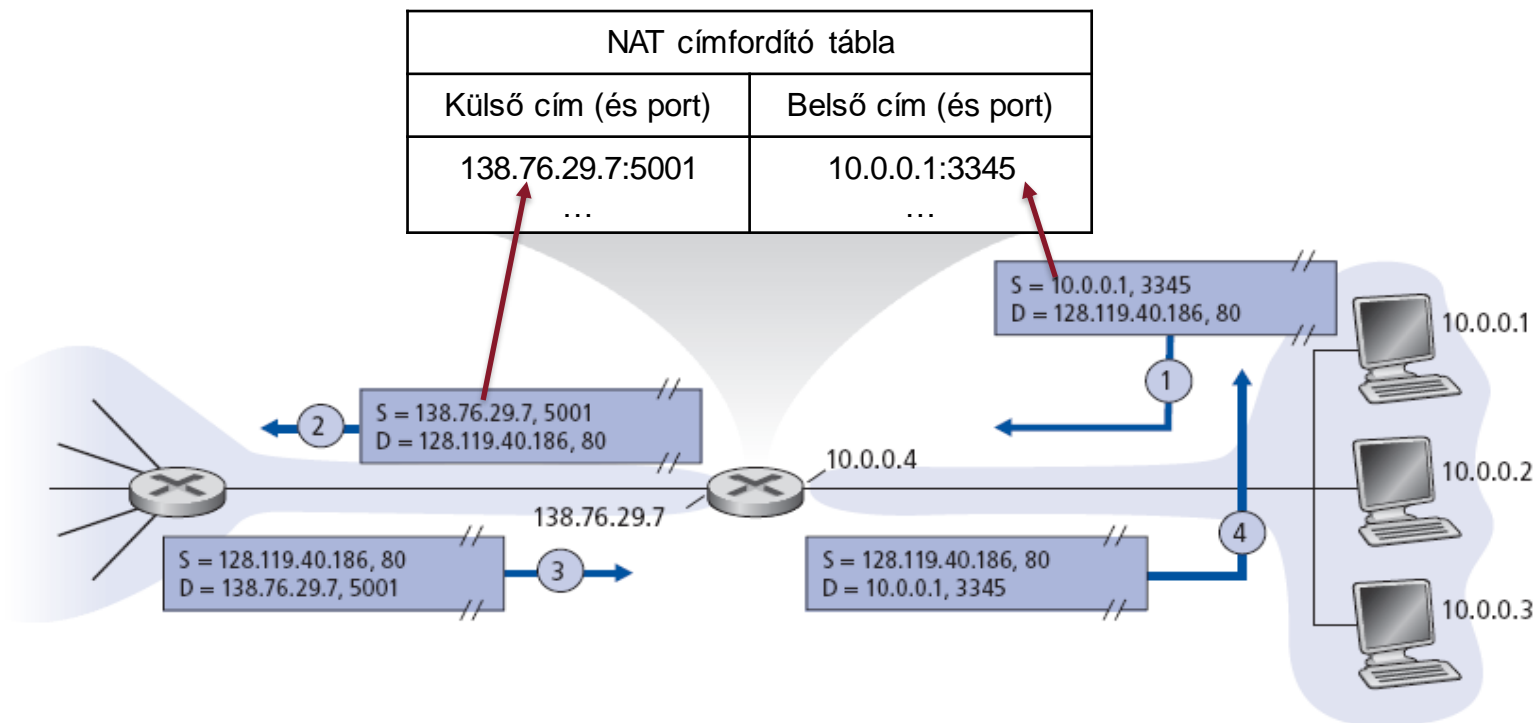 NAT címfordító tábla
Külső cím (és port) Belső cím (és port)
138.76.29.7:5001 10.0.0.1:3345
… …
S = 10.0.0.1, 3345
D = 128.119.40.186, 80
10.0.0.1
1
S = 138.76.29.7, 5001
D = 128.119.40.186, 80
2
10.0.0.4
10.0.0.2
138.76.29.7
S = 128.119.40.186, 80
D = 138.76.29.7, 5001
3
S = 128.119.40.186, 80
D = 10.0.0.1, 3345
4
10.0.0.3